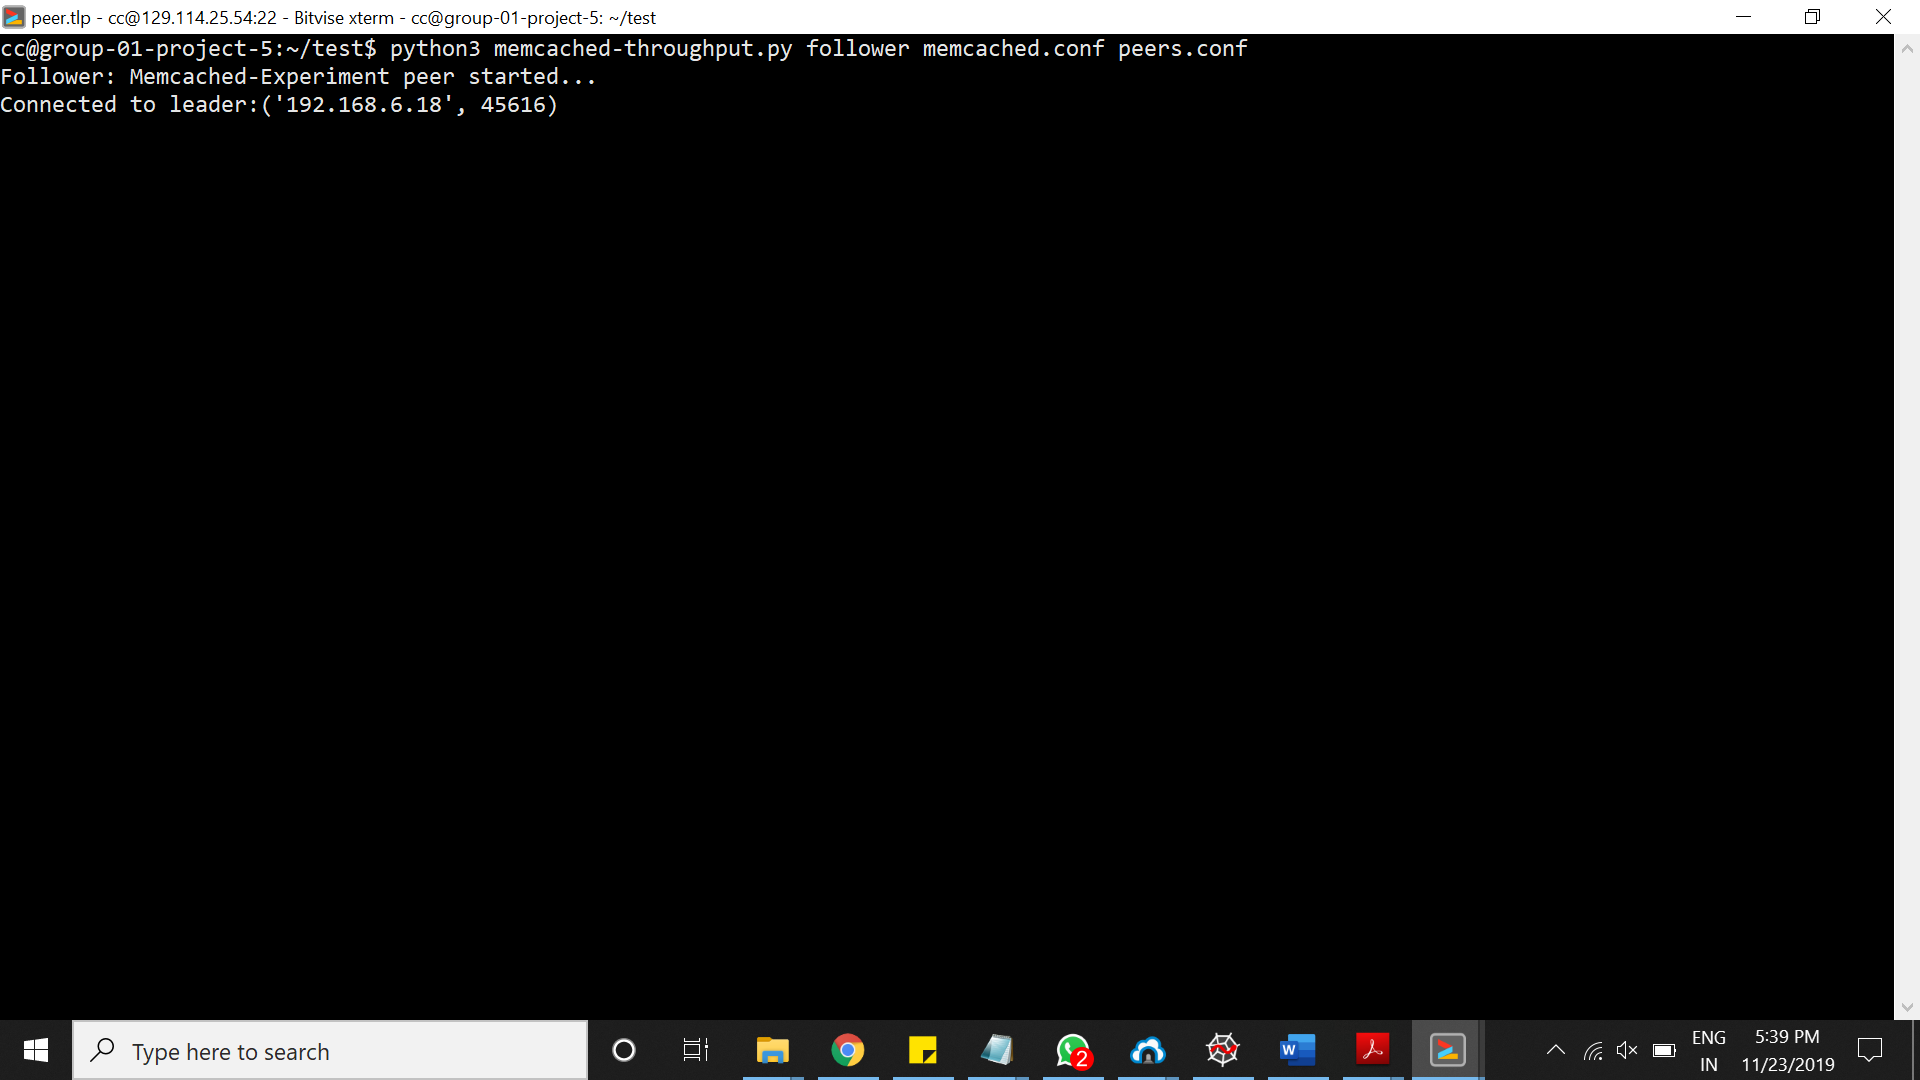 peer.tlp - cc@129.114.25.54:22 - Bitvise xterm - cc@group-01-project-5: ~/test
cc@group-01-project-5:~/test$ python3 memcached-throughput.py follower memcached.conf peers.conf
Follower: Memcached-Experiment peer started...
Connected to leader:('192.168.6.18', 45616)
Type here to search
2
W
ENG
IN
5:39 PM
11/23/2019